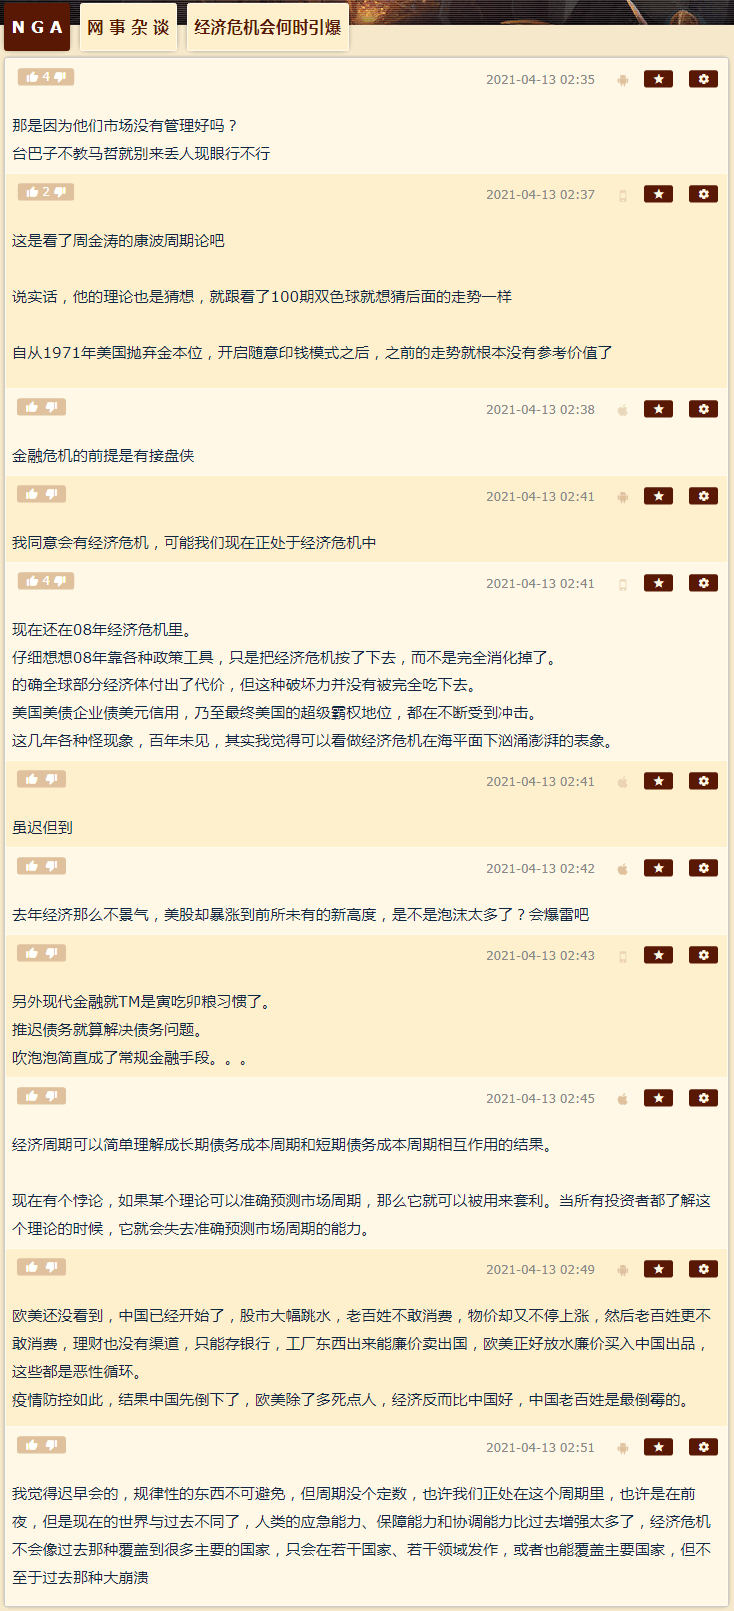 NGA 网事杂谈 经济危机会何时引爆
4 2021-04-13 02:35
那是因为他们市场没有管理好吗？
台巴子不教马哲就别来丢人现眼行不行
2 2021-04-13 02:37
这是看了周金涛的康波周期论吧
说实话，他的理论也是猜想，就跟看了100期双色球就想猜后面的走势一样
自从1971年美国抛弃金本位，开启随意印钱模式之后，之前的走势就根本没有参考价值了
2021-04-13 02:38
金融危机的前提是有接盘侠
2021-04-13 02:41
我同意会有经济危机，可能我们现在正处于经济危机中
4 2021-04-13 02:41
现在还在08年经济危机里。
仔细想想08年靠各种政策工具，只是把经济危机按了下去，而不是完全消化掉了。
的确全球部分经济体付出了代价，但这种破坏力并没有被完全吃下去。
美国美债企业债美元信用，乃至最终美国的超级霸权地位，都在不断受到冲击。
这几年各种怪现象，百年未见，其实我觉得可以看做经济危机在海平面下汹涌澎湃的表象。
2021-04-13 02:41
虽迟但到
2021-04-13 02:42
去年经济那么不景气，美股却暴涨到前所未有的新高度，是不是泡沫太多了？会爆雷吧
2021-04-13 02:43
另外现代金融就TM是寅吃卯粮习惯了。
推迟债务就算解决债务问题。
吹泡泡简直成了常规金融手段。。。
2021-04-13 02:45
经济周期可以简单理解成长期债务成本周期和短期债务成本周期相互作用的结果。
现在有个悖论，如果某个理论可以准确预测市场周期，那么它就可以被用来套利。当所有投资者都了解这
个理论的时候，它就会失去准确预测市场周期的能力。
2021-04-13 02:49
欧美还没看到，中国已经开始了，股市大幅跳水，老百姓不敢消费，物价却又不停上涨，然后老百姓更不
敢消费，理财也没有渠道，只能存银行，工厂东西出来能廉价卖出国，欧美正好放水廉价买入中国出品，
这些都是恶性循环。
疫情防控如此，结果中国先倒下了，欧美除了多死点人，经济反而比中国好，中国老百姓是最倒霉的。
2021-04-13 02:51
我觉得迟早会的，规律性的东西不可避免，但周期没个定数，也许我们正处在这个周期里，也许是在前
夜，但是现在的世界与过去不同了，人类的应急能力、保障能力和协调能力比过去增强太多了，经济危机
不会像过去那种覆盖到很多主要的国家，只会在若干国家、若干领域发作，或者也能覆盖主要国家，但不
至于过去那种大崩溃